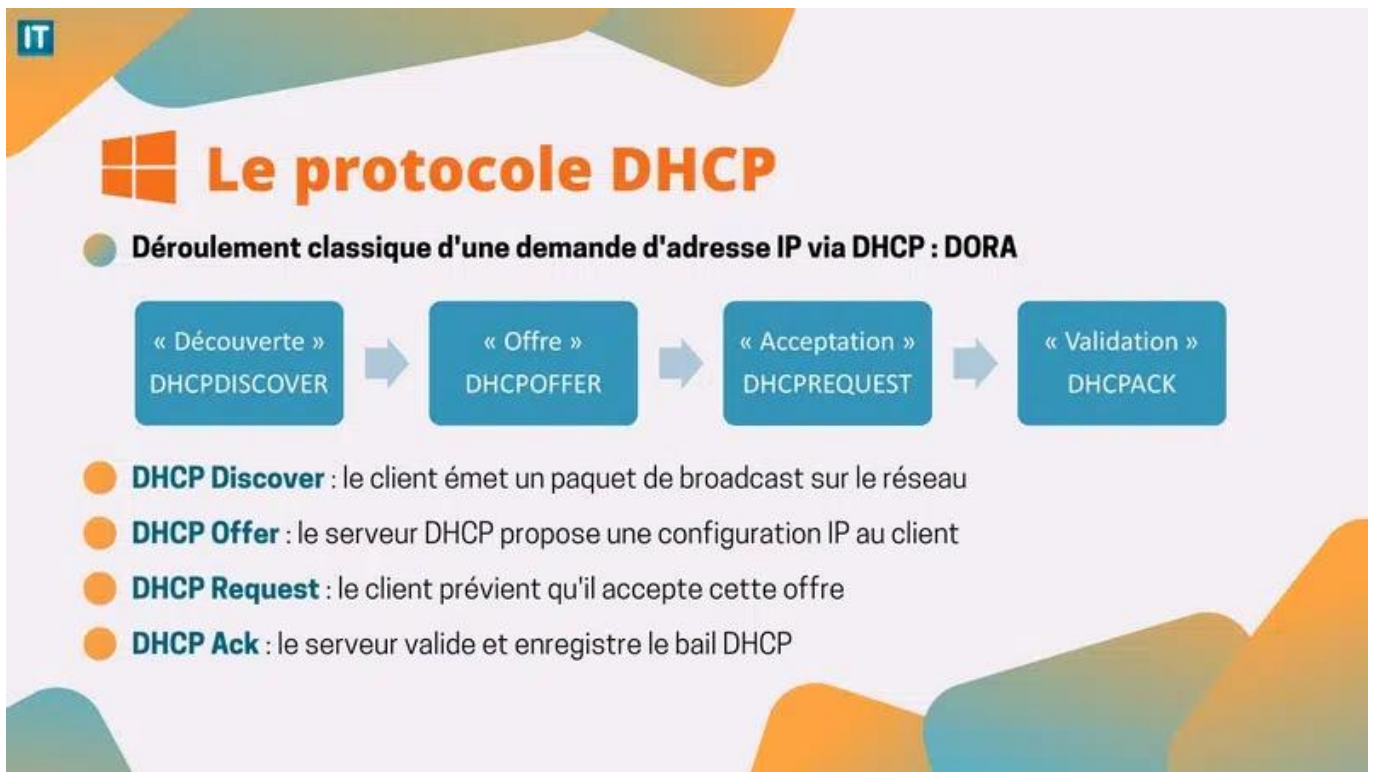 IT
Le protocole DHCP
Déroulement classique d'une demande d'adresse IP via DHCP : DORA
« Découverte »
DHCPDISCOVER
« Offre »
DHCPOFFER
« Acceptation »
DHCPREQUEST
« Validation »
DHCPACK
DHCP Discover : le client émet un paquet de broadcast sur le réseau
DHCP Offer : le serveur DHCP propose une configuration IP au client
DHCP Request : le client prévient qu'il accepte cette offre
DHCP Ack : le serveur valide et enregistre le bail DHCP